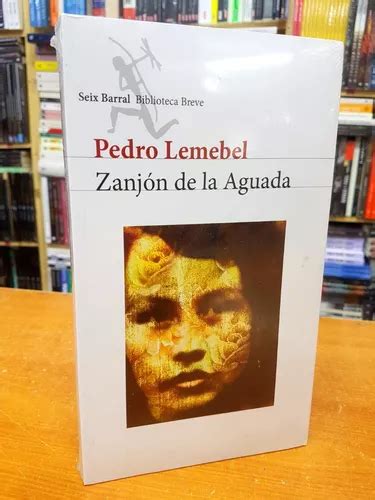 Seix Barral Biblioteca Breve
Pedro Lemebel
Zanjón de la Aguada